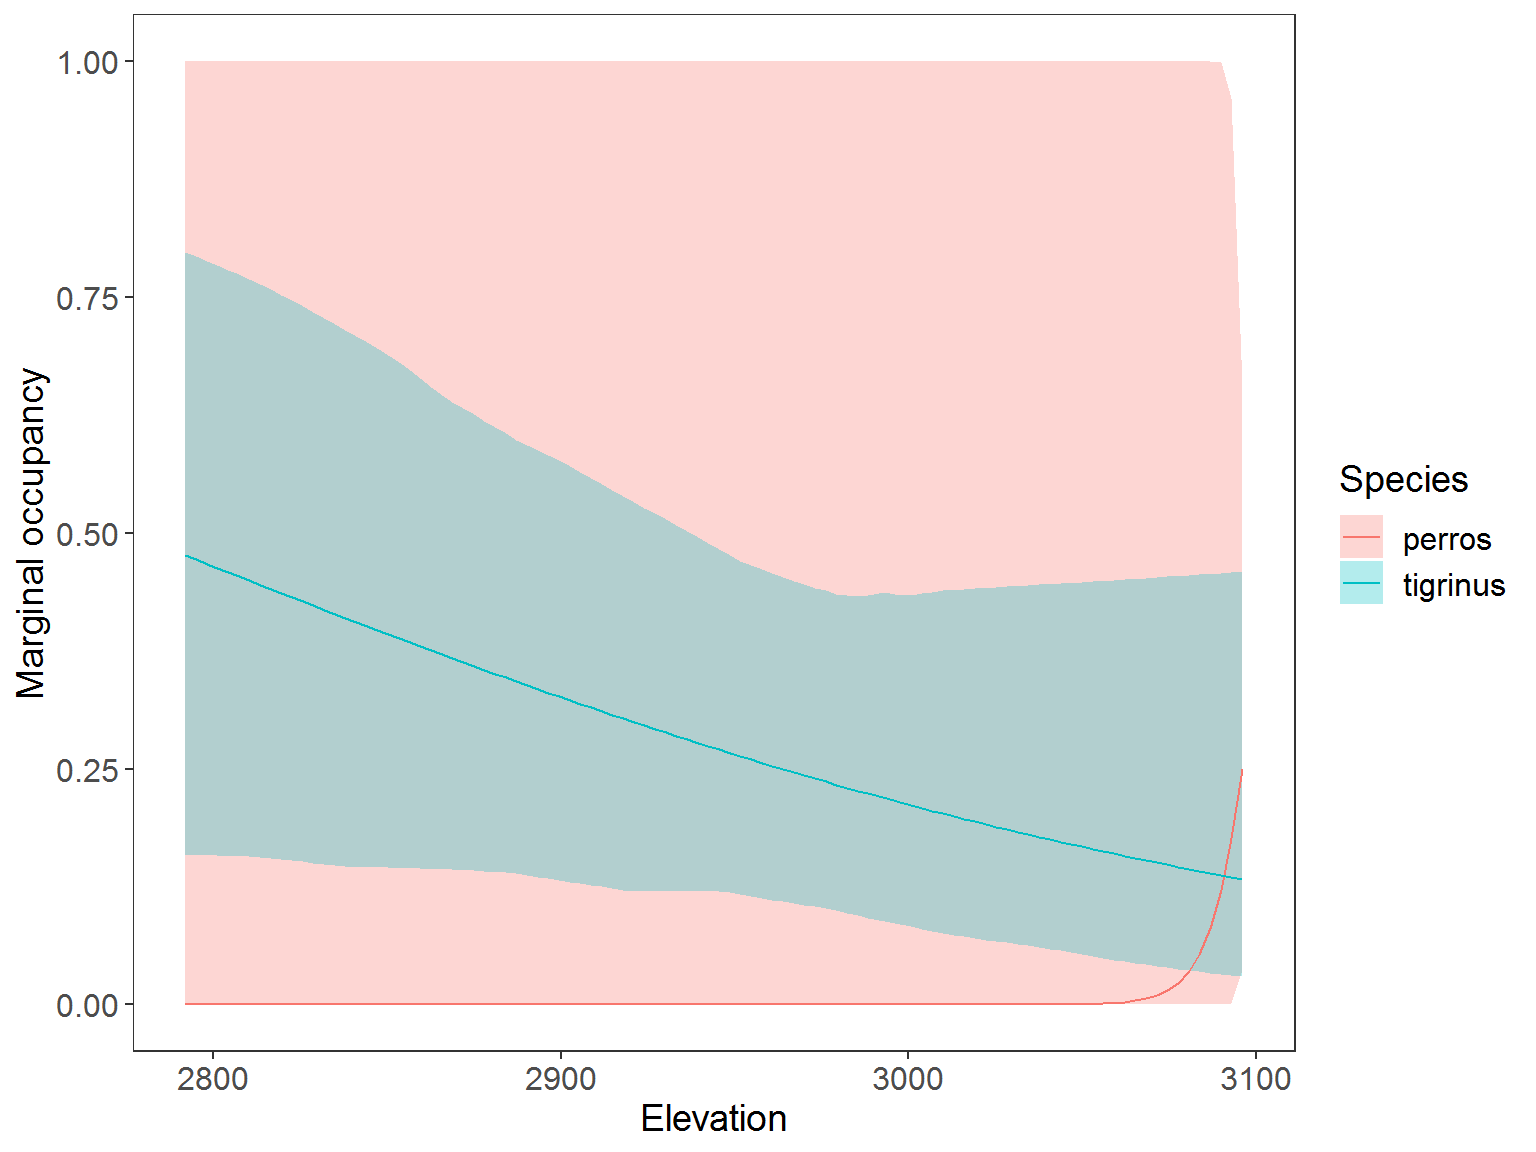 Marginal occupancy
1.00
0.75
0.50
0.25
0.00
2800 2900 3000 3100
Elevation
Species
perros
tigrinus